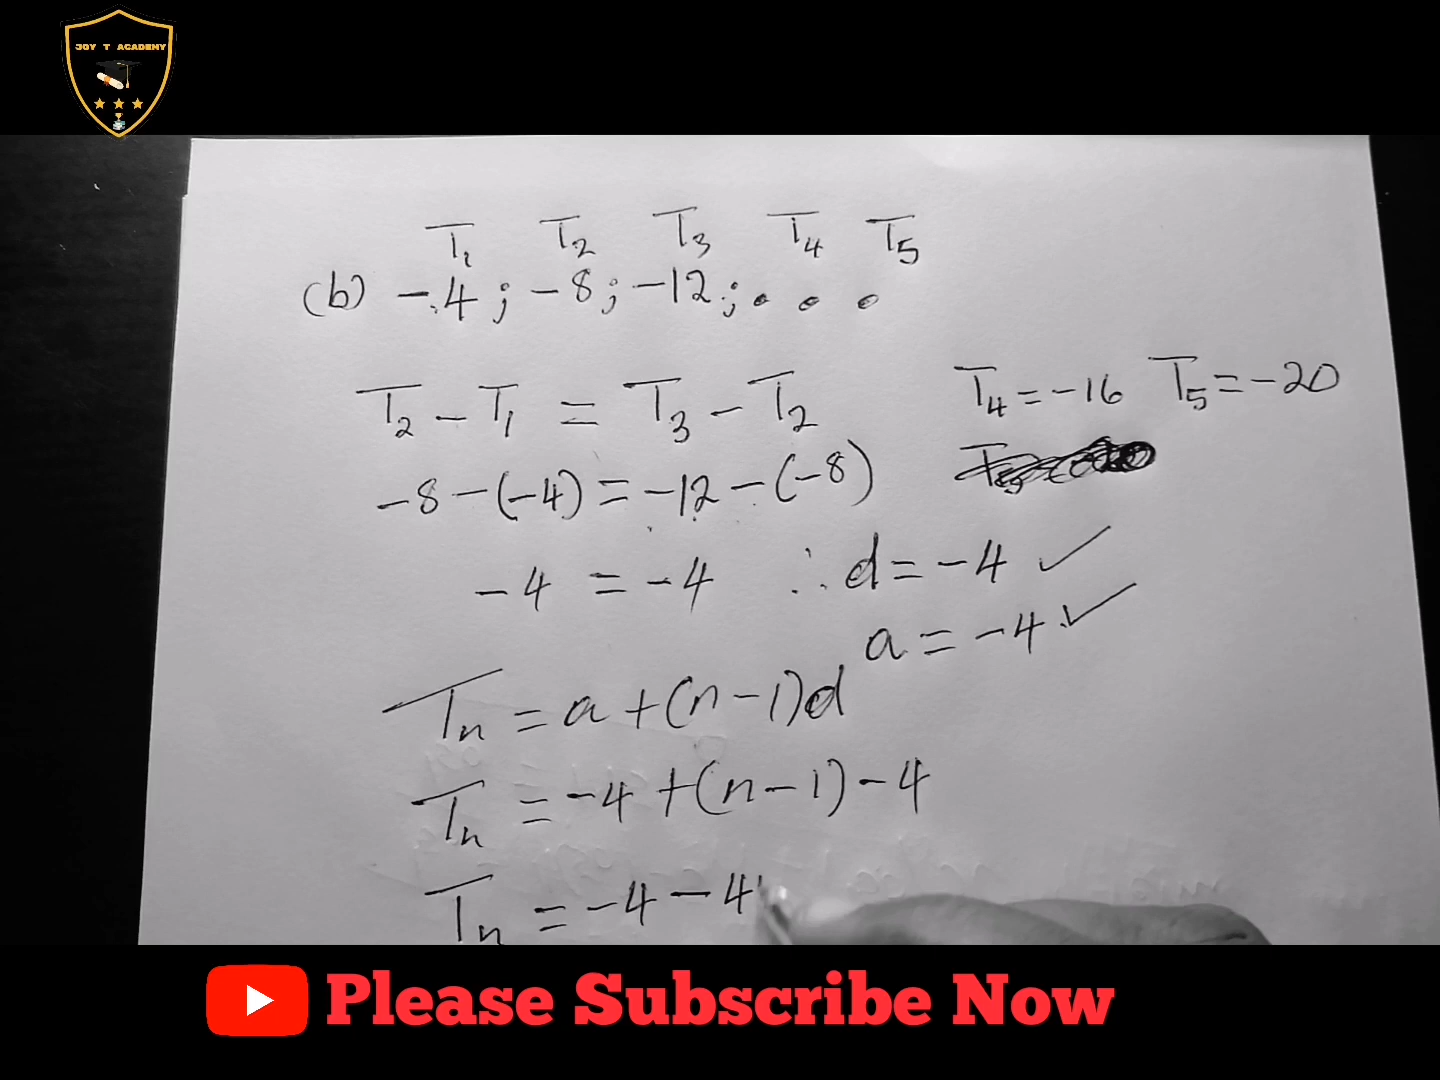 JOY T ACADEMY
T₁ T₂ T₃ T₄ T₅
(b) -4 ; -8 ; -12 ; . . .
T₂ - T₁ = T₃ - T₂ T₄ = -16 T₅ = -20
-8 - (-4) = -12 - (-8)
-4 = -4 ∴ d = -4 ✓
a = -4 ✓
Tₙ = a + (n - 1)d
Tₙ = -4 + (n - 1) - 4
Tₙ = -4 - 4
Please Subscribe Now